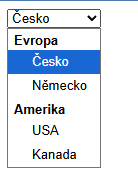 Česko
Evropa
Česko
Německo
Amerika
USA
Kanada